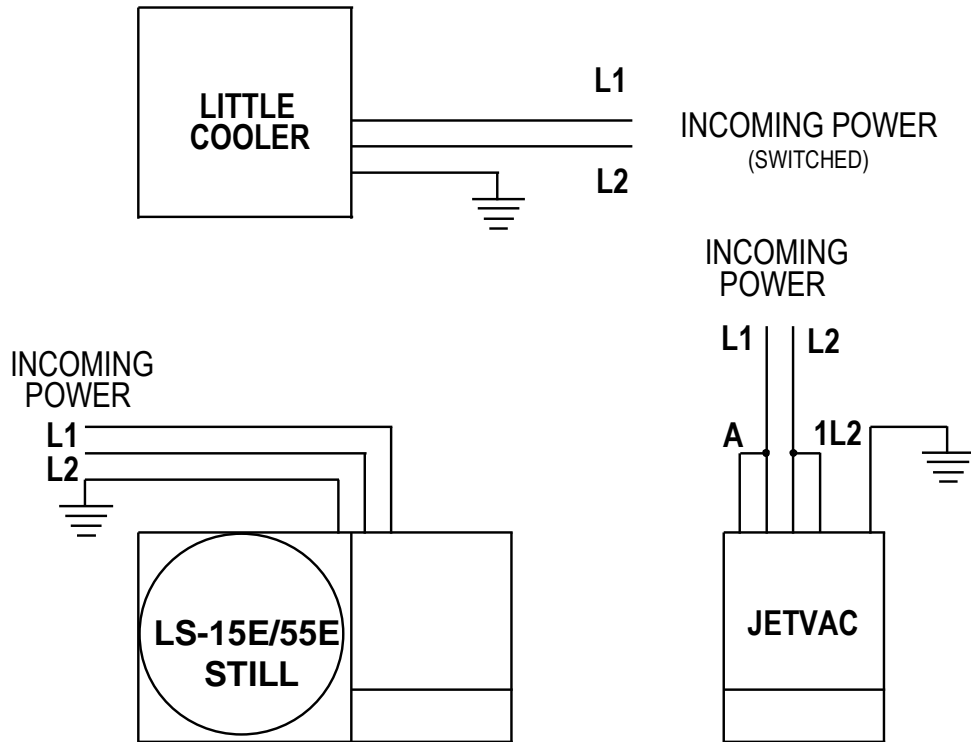 LITTLE
COOLER
L1
INCOMING POWER
(SWITCHED)
L2
INCOMING
POWER
L1 L2
A 1L2
JETVAC
INCOMING
POWER
L1
L2
LS-15E/55E
STILL